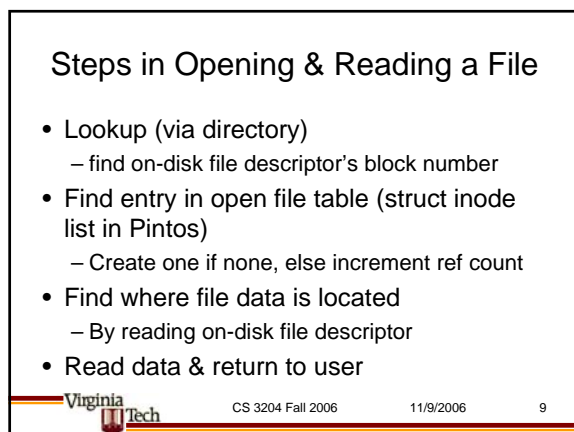 Steps in Opening & Reading a File
• Lookup (via directory)
– find on-disk file descriptor's block number
• Find entry in open file table (struct inode
list in Pintos)
– Create one if none, else increment ref count
• Find where file data is located
– By reading on-disk file descriptor
• Read data & return to user
Virginia
Tech
CS 3204 Fall 2006 11/9/2006 9